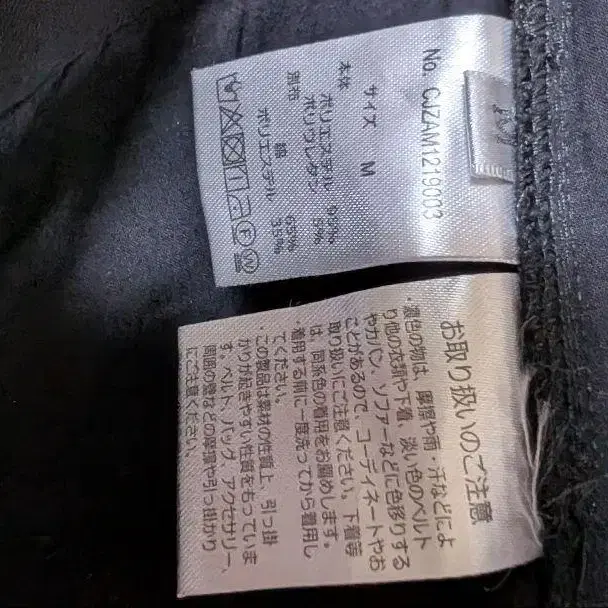 M
No. CJZAM1219003
サイズ M
本体
ポリエステル 95%
ポリウレタン 5%
別布
綿 65%
ポリエステル 35%
F W
お取り扱いのご注意
・濃色の物は、摩擦や雨・汗などによ
り他の衣類や下着、淡い色のベルト
やカバン、ソファーなどに色移りする
ことがあるので、コーディネートやお
取り扱いにご注意ください。下着等
は、同系色の着用をお勧めします。
・着用する前に一度洗ってから着用し
てください。
・この製品は素材の性質上、引っ掛
かりが起きやすい性質をもっていま
す。ベルト、バッグ、アクセサリー、
周囲の壁などの摩擦や引っ掛かり
にご注意ください。